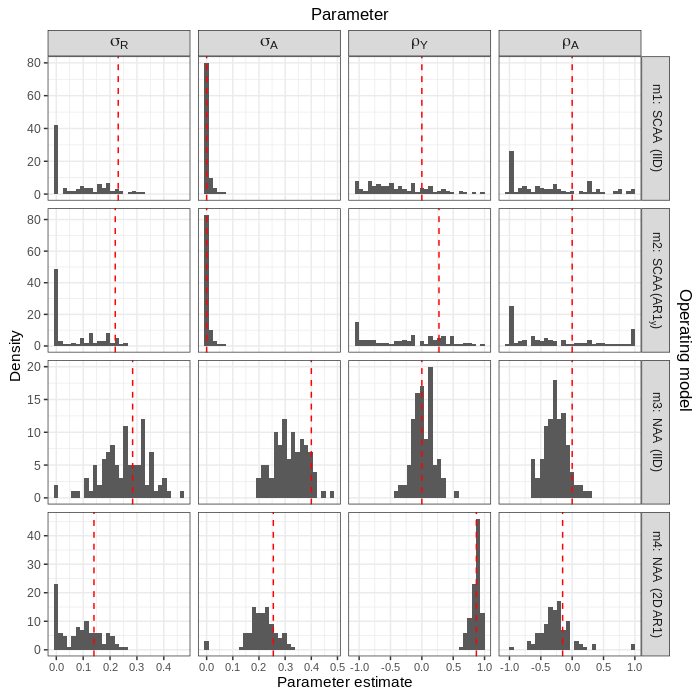 Parameter
σR σA ρY ρA
80
60
40
20
0
m1: SCAA (IID)
80
60
40
20
0
m2: SCAA (AR1y)
20
15
10
5
0
m3: NAA (IID)
40
30
20
10
0
m4: NAA (2D AR1)
0.0 0.1 0.2 0.3 0.4
0.0 0.1 0.2 0.3 0.4 0.5
-1.0 -0.5 0.0 0.5 1.0
-1.0 -0.5 0.0 0.5 1.0
Parameter estimate
Density
Operating model